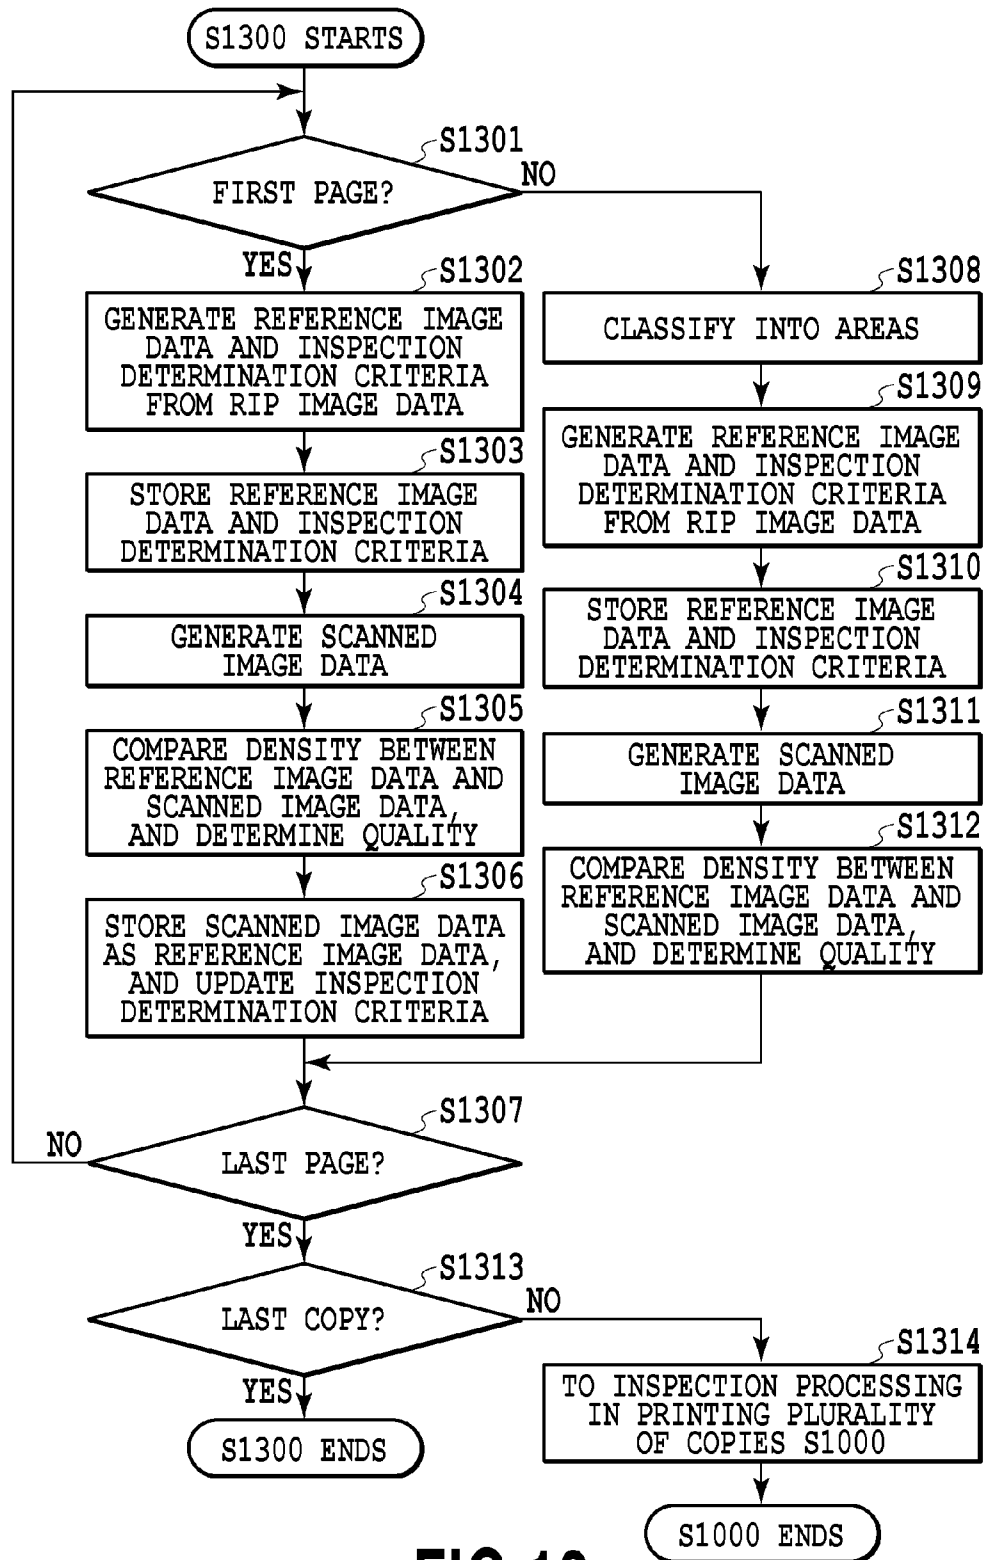 S1300 STARTS
S1301
FIRST PAGE?
NO
YES
S1302
GENERATE REFERENCE IMAGE
DATA AND INSPECTION
DETERMINATION CRITERIA
FROM RIP IMAGE DATA
S1303
STORE REFERENCE IMAGE
DATA AND INSPECTION
DETERMINATION CRITERIA
S1304
GENERATE SCANNED
IMAGE DATA
S1305
COMPARE DENSITY BETWEEN
REFERENCE IMAGE DATA AND
SCANNED IMAGE DATA,
AND DETERMINE QUALITY
S1306
STORE SCANNED IMAGE DATA
AS REFERENCE IMAGE DATA,
AND UPDATE INSPECTION
DETERMINATION CRITERIA
S1308
CLASSIFY INTO AREAS
S1309
GENERATE REFERENCE IMAGE
DATA AND INSPECTION
DETERMINATION CRITERIA
FROM RIP IMAGE DATA
S1310
STORE REFERENCE IMAGE
DATA AND INSPECTION
DETERMINATION CRITERIA
S1311
GENERATE SCANNED
IMAGE DATA
S1312
COMPARE DENSITY BETWEEN
REFERENCE IMAGE DATA AND
SCANNED IMAGE DATA,
AND DETERMINE QUALITY
S1307
LAST PAGE?
NO
YES
S1313
LAST COPY?
NO
YES
S1300 ENDS
S1314
TO INSPECTION PROCESSING
IN PRINTING PLURALITY
OF COPIES S1000
S1000 ENDS